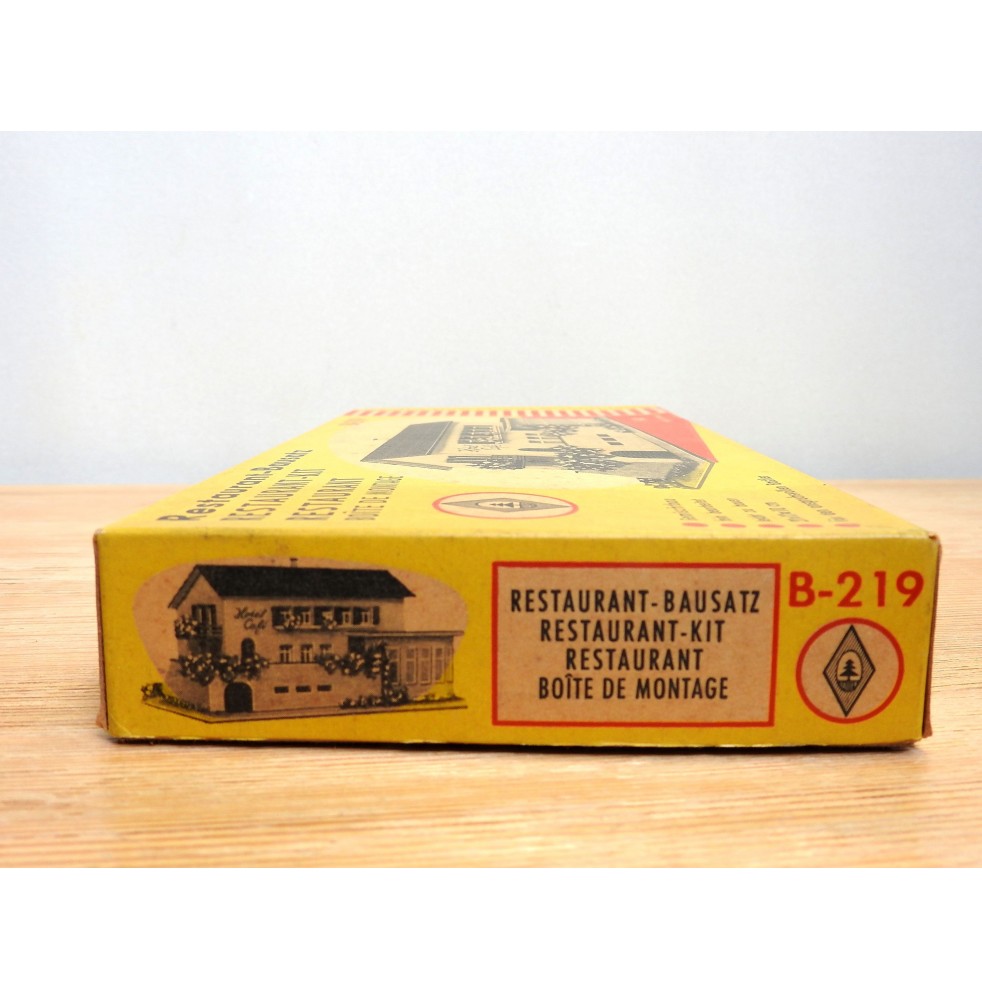 Restaurant-Bausatz
RESTAURANT-KIT
RESTAURANT
BOÎTE DE MONTAGE
Hotel
Café
RESTAURANT-BAUSATZ
RESTAURANT-KIT
RESTAURANT
BOÎTE DE MONTAGE
B-219